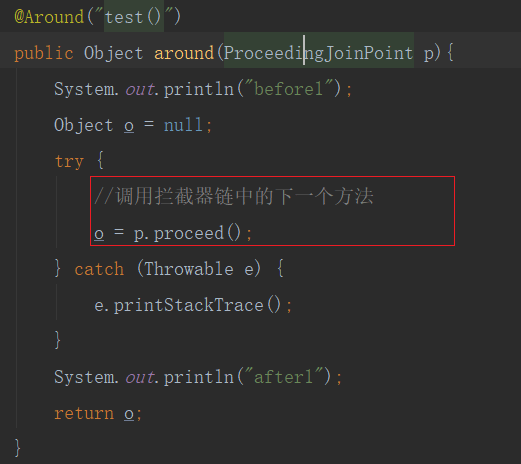 @Around("test()")
public Object around(ProceedingJoinPoint p){
System.out.println("before1");
Object o = null;
try {
//调用拦截器链中的下一个方法
o = p.proceed();
} catch (Throwable e) {
e.printStackTrace();
}
System.out.println("after1");
return o;
}